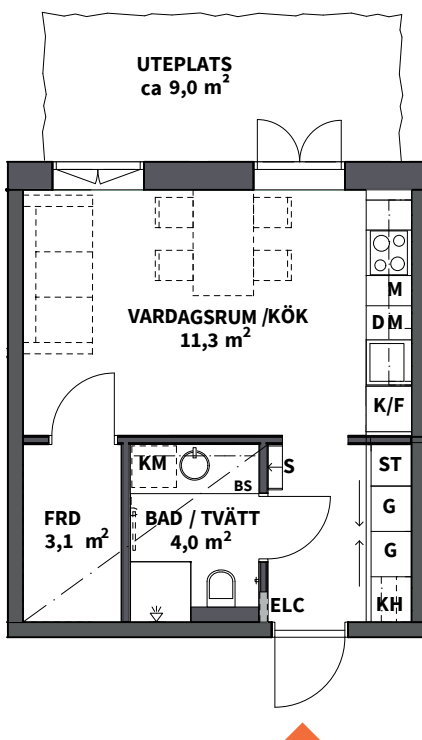 UTEPLATS
ca 9,0 m²
M
VARDAGSRUM /KÖK
11,3 m²
DM
K/F
KM
S
ST
BS
G
FRD
3,1 m²
BAD / TVÄTT
4,0 m²
G
ELC
KH